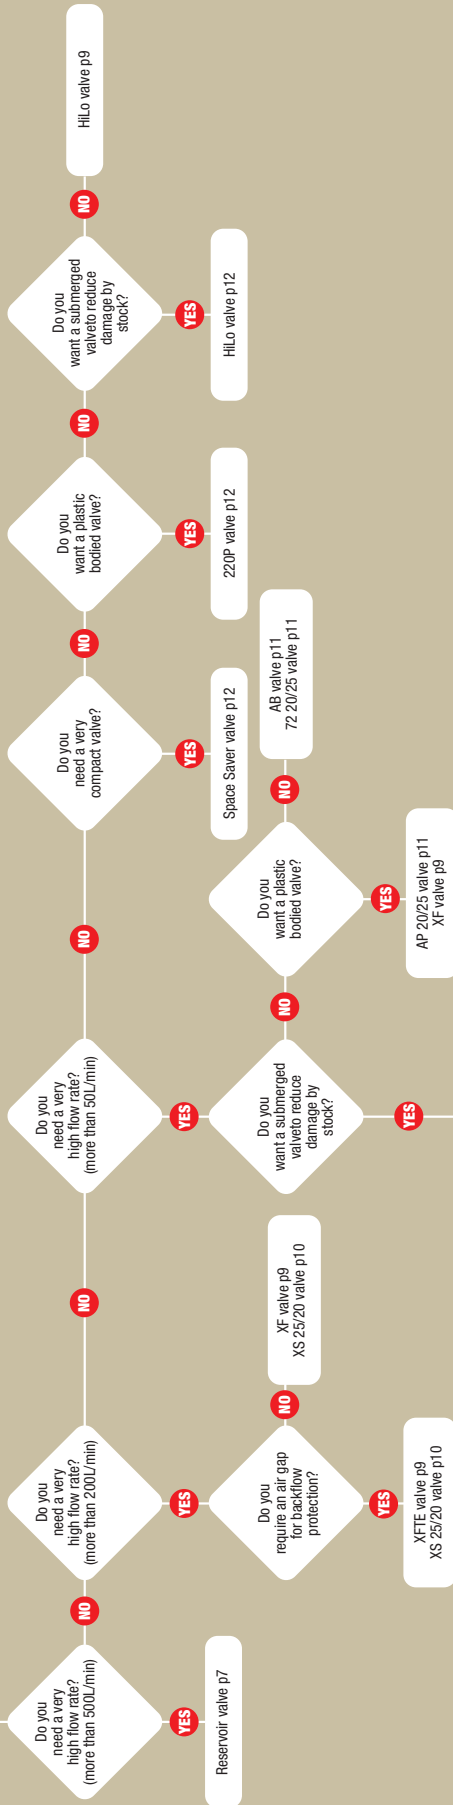 Do you
need a very
high flow rate?
(more than 500L/min)
YES
Reservoir valve p7
NO
Do you
need a very
high flow rate?
(more than 200L/min)
YES
Do you
require an air gap
for backflow
protection?
YES
XFTE valve p9
XS 25/20 valve p10
NO
XF valve p9
XS 25/20 valve p10
NO
Do you
need a very
high flow rate?
(more than 50L/min)
YES
Do you
want a submerged
valveto reduce
damage by
stock?
YES
NO
Do you
want a plastic
bodied valve?
YES
AP 20/25 valve p11
XF valve p9
NO
AB valve p11
72 20/25 valve p11
NO
Do you
need a very
compact valve?
YES
Space Saver valve p12
NO
Do you
want a plastic
bodied valve?
YES
220P valve p12
NO
Do you
want a submerged
valveto reduce
damage by
stock?
YES
HiLo valve p12
NO
HiLo valve p9